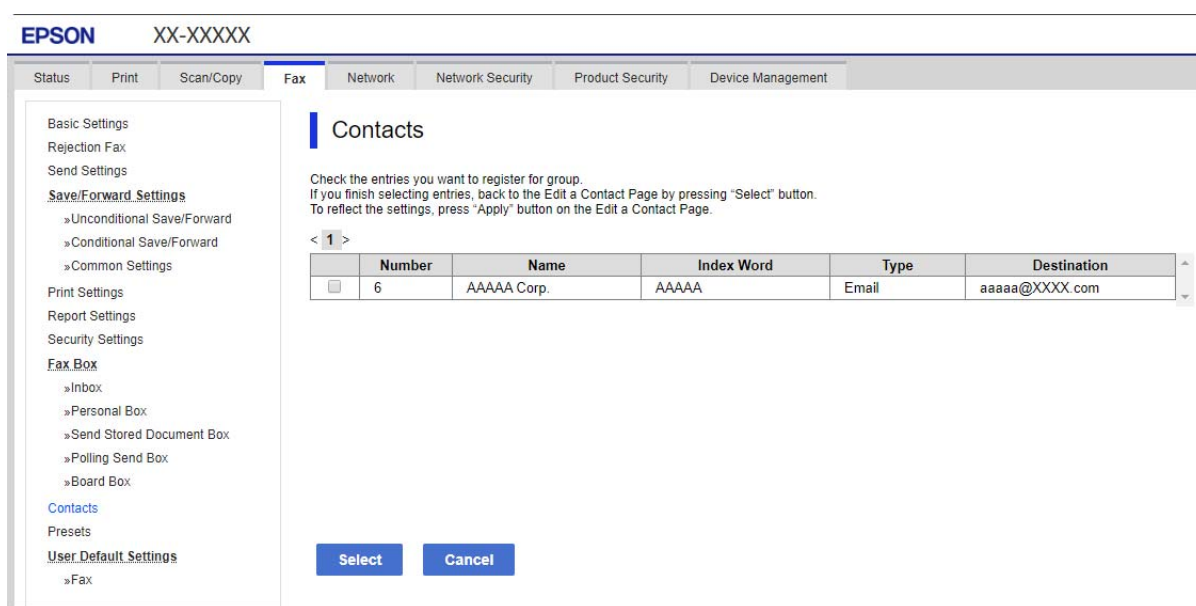 EPSON XX-XXXXX
Status Print Scan/Copy Fax Network Network Security Product Security Device Management
Basic Settings
Rejection Fax
Send Settings
Save/Forward Settings
»Unconditional Save/Forward
»Conditional Save/Forward
»Common Settings
Print Settings
Report Settings
Security Settings
Fax Box
»Inbox
»Personal Box
»Send Stored Document Box
»Polling Send Box
»Board Box
Contacts
Presets
User Default Settings
»Fax
Contacts
Check the entries you want to register for group.
If you finish selecting entries, back to the Edit a Contact Page by pressing “Select” button.
To reflect the settings, press “Apply” button on the Edit a Contact Page.
< 1 >
Number Name Index Word Type Destination
6 AAAAA Corp. AAAAA Email aaaaa@XXXX.com
Select Cancel